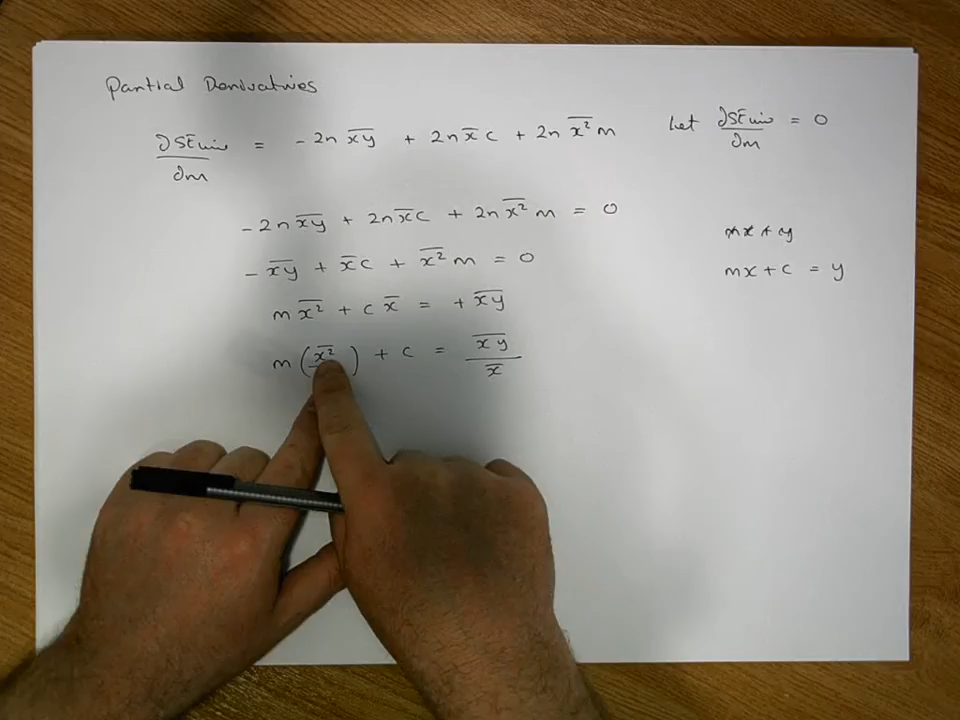 Partial Derivatives
∂SE_line/∂m = -2n x̅y̅ + 2n x̅ c + 2n x̅²̅ m
Let ∂SE_line/∂m = 0
-2n x̅y̅ + 2n x̅ c + 2n x̅²̅ m = 0
mx + y
- x̅y̅ + x̅ c + x̅²̅ m = 0
mx + c = y
m x̅²̅ + c x̅ = + x̅y̅
m ( x̅²̅ ) + c = x̅y̅ / x̅